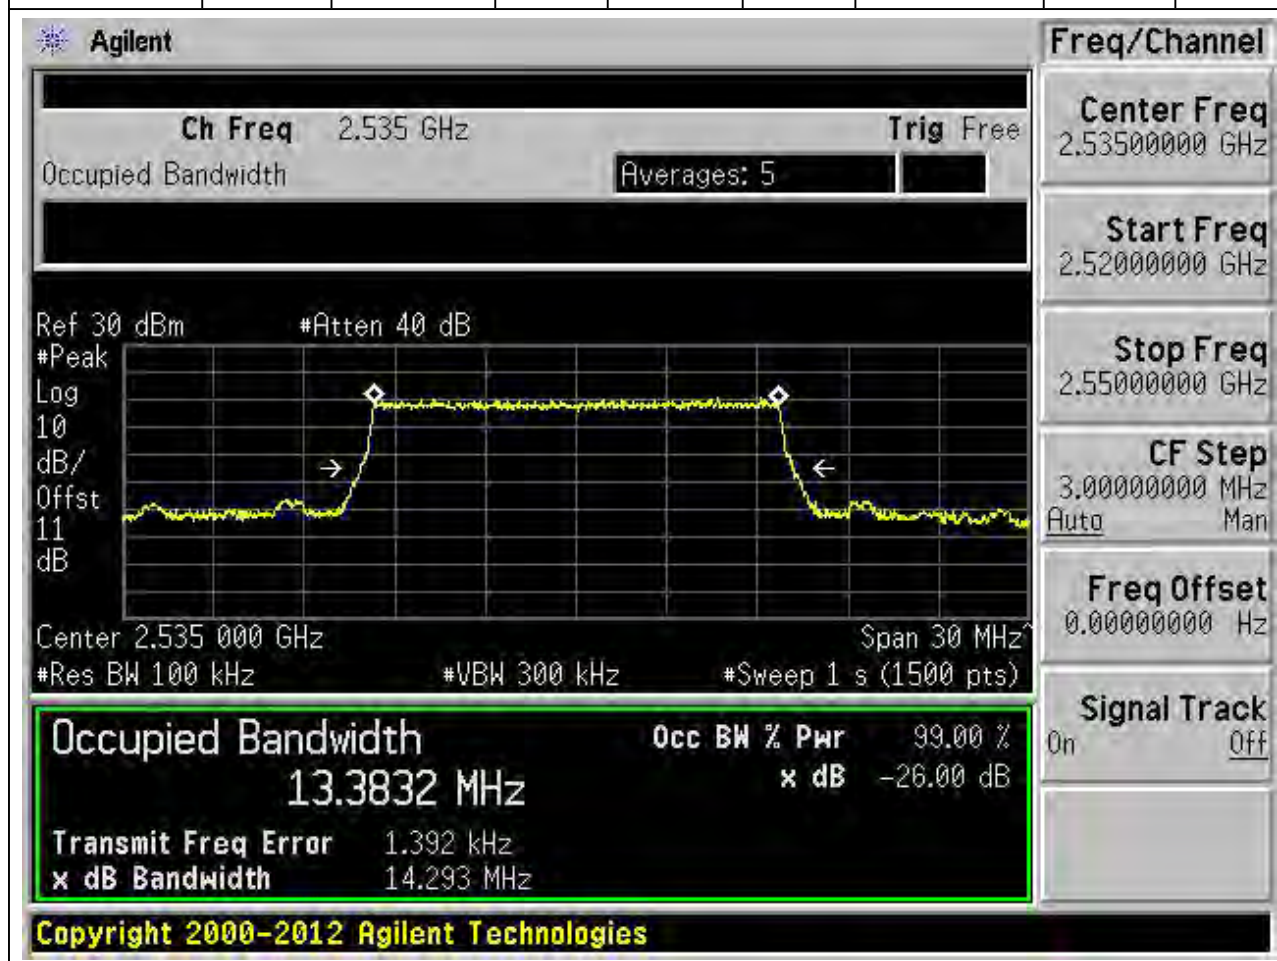 Agilent
Freq/Channel
Ch Freq 2.535 GHz Trig Free
Occupied Bandwidth Averages: 5
Center Freq
2.53500000 GHz
Start Freq
2.52000000 GHz
Stop Freq
2.55000000 GHz
CF Step
3.00000000 MHz
Auto Man
Freq Offset
0.00000000 Hz
Signal Track
On Off
Ref 30 dBm #Atten 40 dB
#Peak
Log
10
dB/
Offst
11
dB
Center 2.535 000 GHz Span 30 MHz^
#Res BW 100 kHz #VBW 300 kHz #Sweep 1 s (1500 pts)
Occupied Bandwidth Occ BW % Pwr 99.00 %
13.3832 MHz x dB -26.00 dB
Transmit Freq Error 1.392 kHz
x dB Bandwidth 14.293 MHz
Copyright 2000-2012 Agilent Technologies